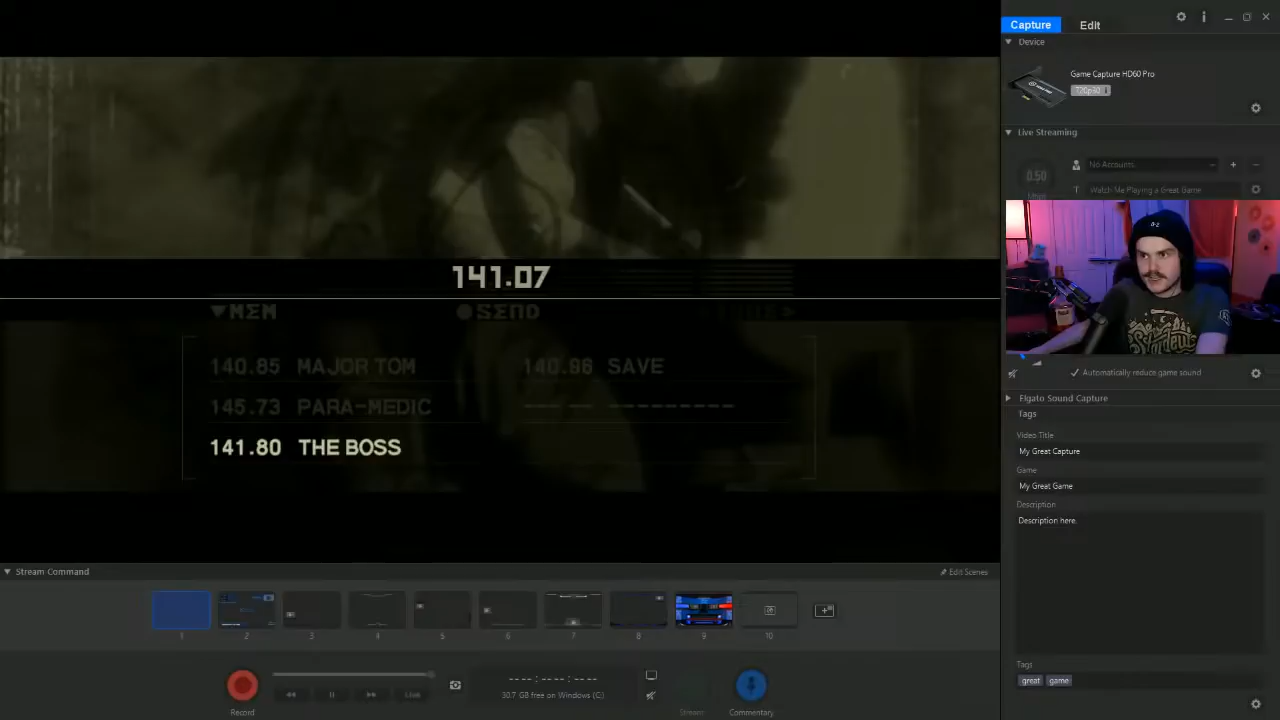 Capture Edit
Device
Game Capture HD60 Pro
720p60
Live Streaming
0.50
No Accounts
Watch Me Playing a Great Game
141.07
MEM
SEND
140.85 MAJOR TOM
140.96 SAVE
145.73 PARA-MEDIC
141.80 THE BOSS
Automatically reduce game sound
Elgato Sound Capture
Tags
Video Title
My Great Capture
Game
My Great Game
Description
Description here.
Stream Command
Edit Scenes
1 2 3 4 5 6 7 8 9 10
Tags
great game
Live
30.7 GB free on Windows (C:)
Record
Stream
Commentary